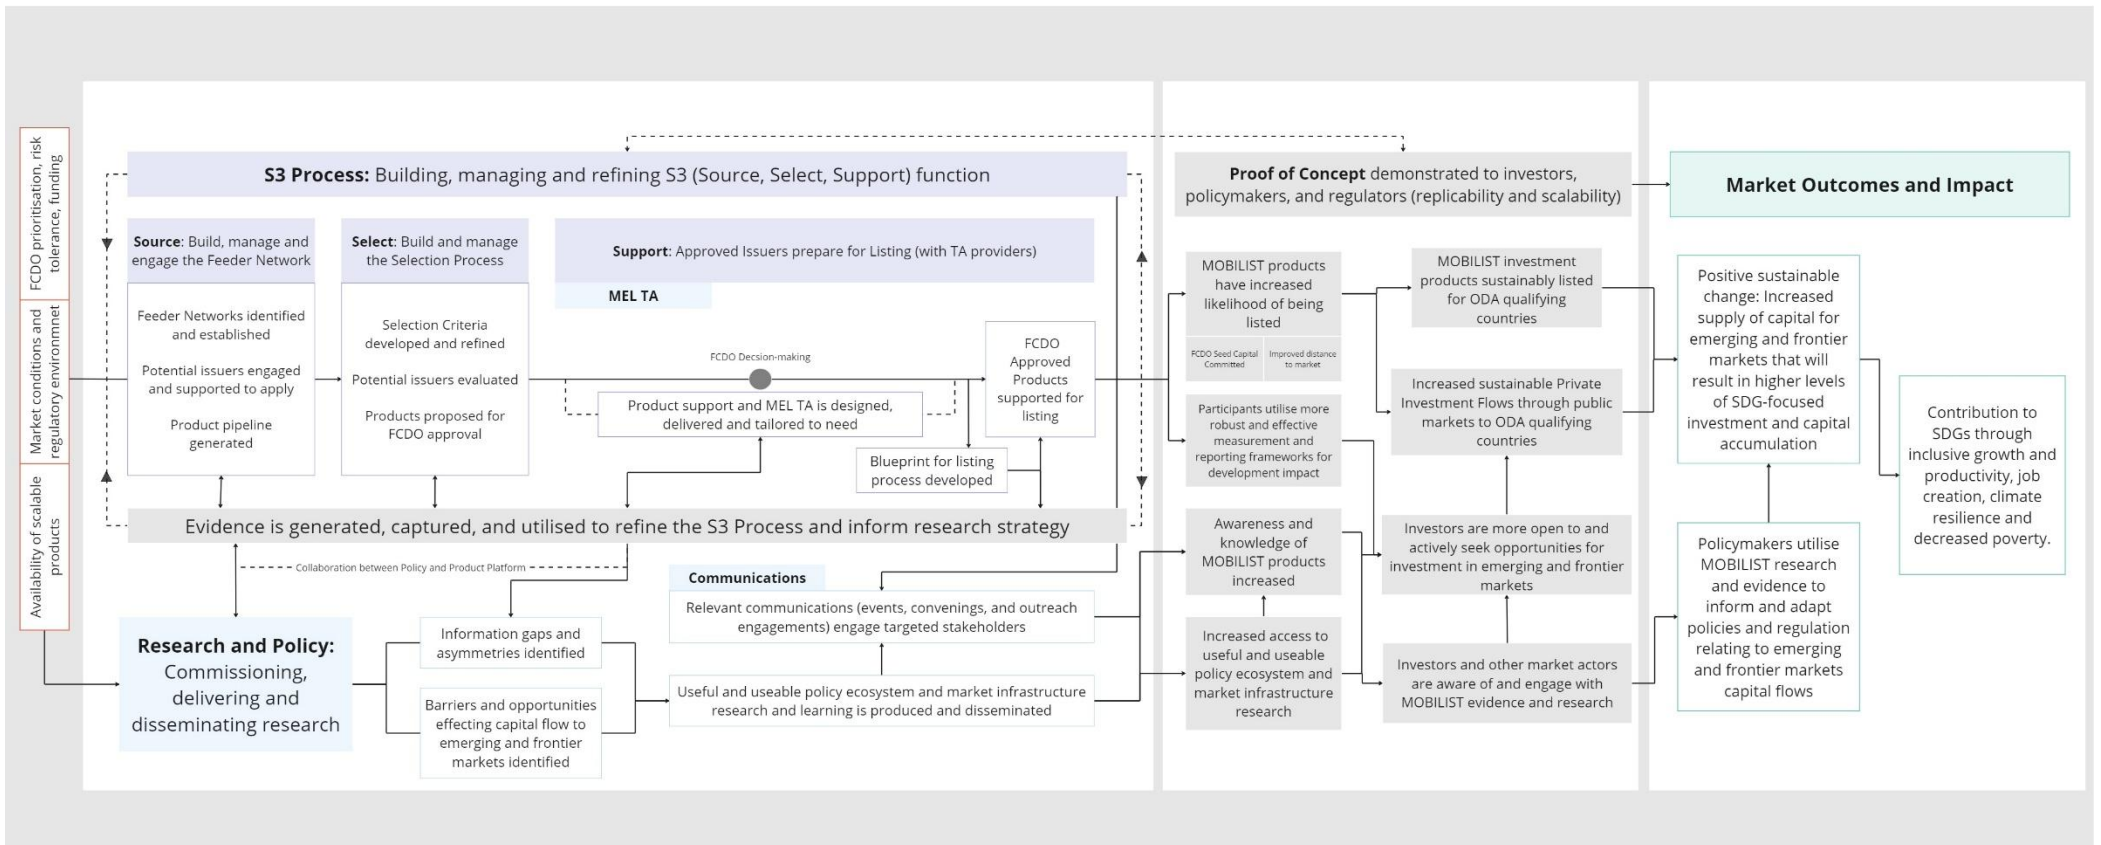 FCDO prioritisation, risk
tolerance, funding
Market conditions and
regulatory environmnet
Availability of scalable
products
S3 Process: Building, managing and refining S3 (Source, Select, Support) function
Source: Build, manage and
engage the Feeder Network
Feeder Networks identified
and established
Potential issuers engaged
and supported to apply
Product pipeline
generated
Select: Build and manage
the Selection Process
Selection Criteria
developed and refined
Potential issuers evaluated
Products proposed for
FCDO approval
Support: Approved Issuers prepare for Listing (with TA providers)
MEL TA
FCDO Decsion-making
Product support and MEL TA is designed,
delivered and tailored to need
Blueprint for listing
process developed
FCDO
Approved
Products
supported for
listing
Evidence is generated, captured, and utilised to refine the S3 Process and inform research strategy
Collaboration between Policy and Product Platform
Research and Policy:
Commissioning,
delivering and
disseminating research
Information gaps and
asymmetries identified
Barriers and opportunities
effecting capital flow to
emerging and frontier
markets identified
Communications
Relevant communications (events, convenings, and outreach
engagements) engage targeted stakeholders
Useful and useable policy ecosystem and market infrastructure
research and learning is produced and disseminated
Proof of Concept demonstrated to investors,
policymakers, and regulators (replicability and scalability)
MOBILIST products
have increased
likelihood of being
listed
FCDO Seed Capital
Committed
Improved distance
to market
Participants utilise more
robust and effective
measurement and
reporting frameworks for
development impact
Awareness and
knowledge of
MOBILIST products
increased
Increased access to
useful and useable
policy ecosystem and
market infrastructure
research
MOBILIST investment
products sustainably listed
for ODA qualifying
countries
Increased sustainable Private
Investment Flows through public
markets to ODA qualifying
countries
Investors are more open to and
actively seek opportunities for
investment in emerging and frontier
markets
Investors and other market actors
are aware of and engage with
MOBILIST evidence and research
Market Outcomes and Impact
Positive sustainable
change: Increased
supply of capital for
emerging and frontier
markets that will
result in higher levels
of SDG-focused
investment and capital
accumulation
Policymakers utilise
MOBILIST research
and evidence to
inform and adapt
policies and regulation
relating to emerging
and frontier markets
capital flows
Contribution to
SDGs through
inclusive growth and
productivity, job
creation, climate
resilience and
decreased poverty.